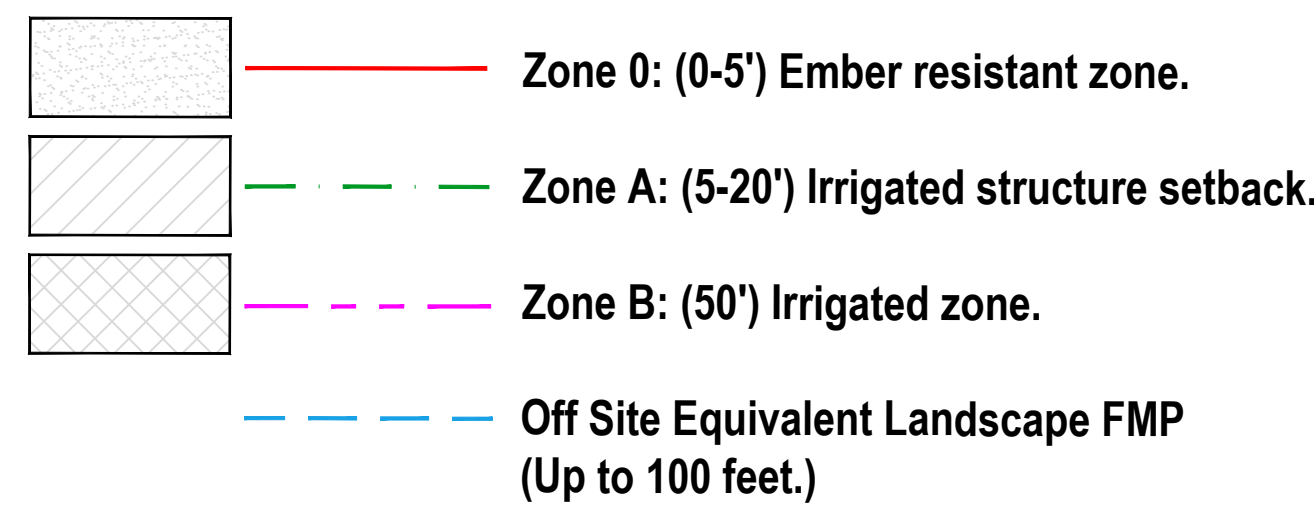 Zone 0: (0-5') Ember resistant zone.
Zone A: (5-20') Irrigated structure setback.
Zone B: (50') Irrigated zone.
Off Site Equivalent Landscape FMP
(Up to 100 feet.)